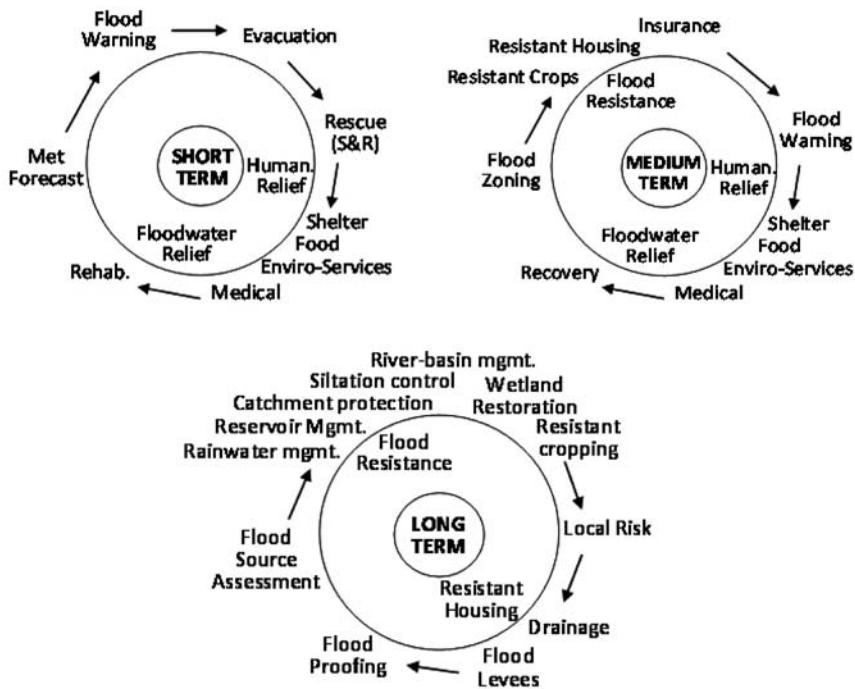 Flood
Warning
Evacuation
Rescue
(S&R)
Met
Forecast
SHORT
TERM
Human.
Relief
Floodwater
Relief
Shelter
Food
Enviro-Services
Rehab.
Medical
Insurance
Resistant Housing
Resistant Crops
Flood
Resistance
Flood
Warning
Flood
Zoning
MEDIUM
TERM
Human.
Relief
Floodwater
Relief
Shelter
Food
Enviro-Services
Recovery
Medical
River-basin mgmt.
Siltation control
Catchment protection
Reservoir Mgmt.
Rainwater mgmt.
Wetland
Restoration
Resistant
cropping
Flood
Resistance
Flood
Source
Assessment
LONG
TERM
Local Risk
Resistant
Housing
Drainage
Flood
Proofing
Flood
Levees